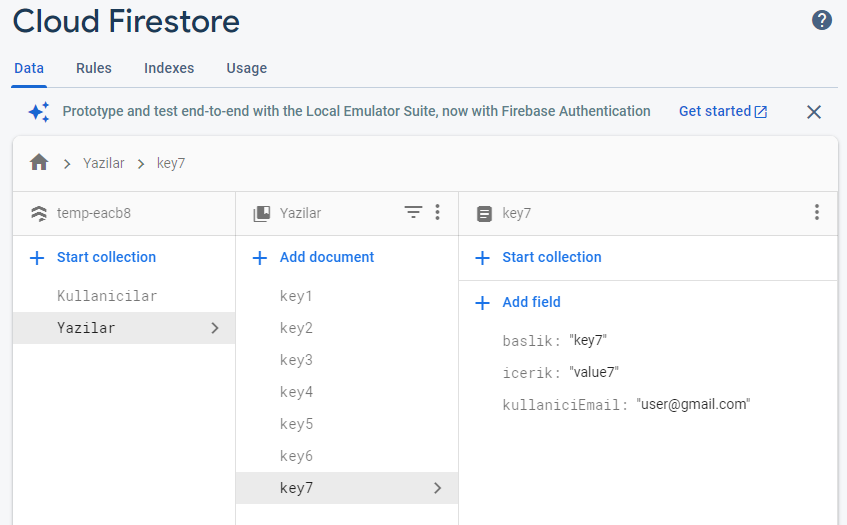 Cloud Firestore
Data Rules Indexes Usage
Prototype and test end-to-end with the Local Emulator Suite, now with Firebase Authentication Get started
Yazilar key7
temp-eacb8 Yazilar key7
Start collection Add document Start collection
Kullanicilar key1 Add field
Yazilar key2
baslik: "key7"
key3
icerik: "value7"
key4
kullaniciEmail: "user@gmail.com"
key5
key6
key7